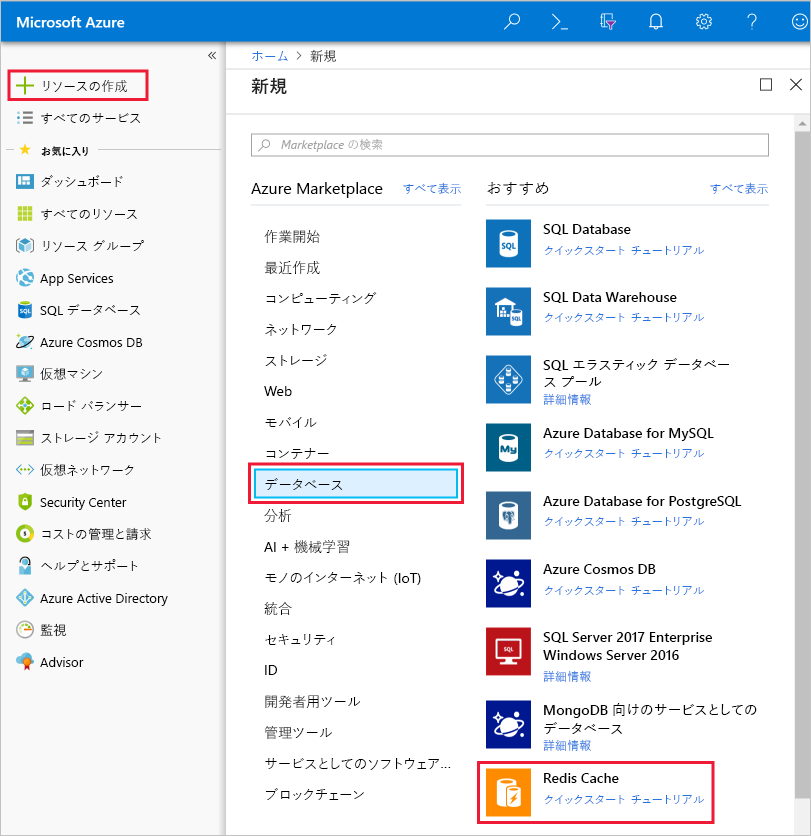 Microsoft Azure
«
リソースの作成
すべてのサービス
お気に入り
ダッシュボード
すべてのリソース
リソース グループ
App Services
SQL データベース
Azure Cosmos DB
仮想マシン
ロード バランサー
ストレージ アカウント
仮想ネットワーク
Security Center
コストの管理と請求
ヘルプとサポート
Azure Active Directory
監視
Advisor
ホーム > 新規
新規
Marketplace の検索
Azure Marketplace すべて表示
作業開始
最近作成
コンピューティング
ネットワーク
ストレージ
Web
モバイル
コンテナー
データベース
分析
AI + 機械学習
モノのインターネット (IoT)
統合
セキュリティ
ID
開発者用ツール
管理ツール
サービスとしてのソフトウェア...
ブロックチェーン
おすすめ すべて表示
SQL
SQL Database
クイックスタート チュートリアル
SQL
SQL Data Warehouse
クイックスタート チュートリアル
SQL エラスティック データベー
ス プール
詳細情報
My
Azure Database for MySQL
クイックスタート チュートリアル
Azure Database for PostgreSQL
クイックスタート チュートリアル
Azure Cosmos DB
クイックスタート チュートリアル
SQL
SQL Server 2017 Enterprise
Windows Server 2016
詳細情報
MongoDB 向けのサービスとしての
データベース
詳細情報
Redis Cache
クイックスタート チュートリアル